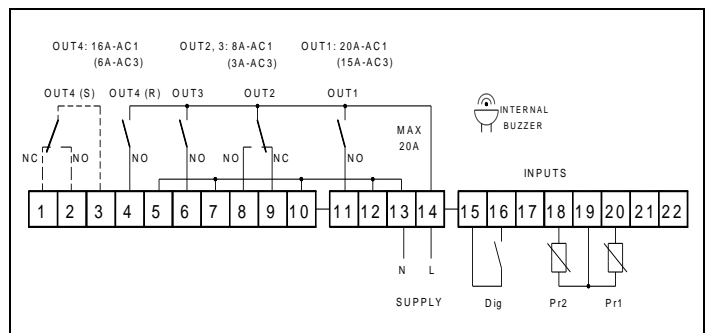 OUT4: 16A-AC1 OUT2, 3: 8A-AC1 OUT1: 20A-AC1
(6A-AC3) (3A-AC3) (15A-AC3)
OUT4 (S) OUT4 (R) OUT3 OUT2 OUT1
INTERNAL
BUZZER
MAX
20A
NC NO NO NO NO NC NO
INPUTS
1 2 3 4 5 6 7 8 9 10 11 12 13 14 15 16 17 18 19 20 21 22
N L
SUPPLY Dig Pr2 Pr1